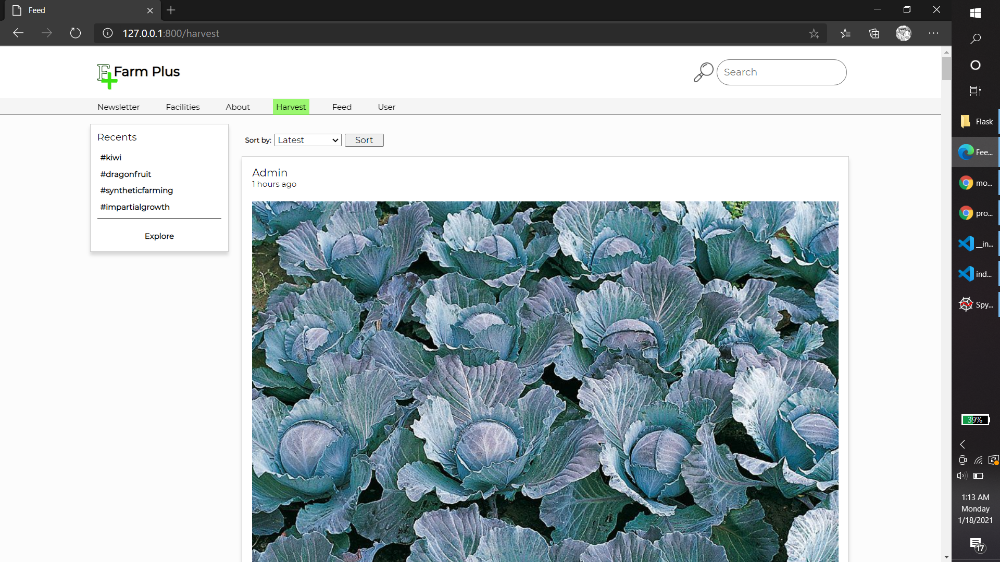 Feed
127.0.0.1:800/harvest
F Farm Plus
Search
Newsletter Facilities About Harvest Feed User
Recents
#kiwi
#dragonfruit
#syntheticfarming
#impartialgrowth
Explore
Sort by: Latest Sort
Admin
1 hours ago
Flask
Fee...
mo...
pro...
__in...
ind...
Spy...
39%
1:13 AM
Monday
1/18/2021
17